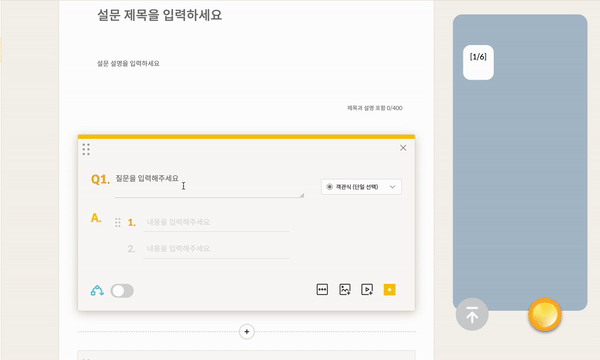 설문 제목을 입력하세요
설문 설명을 입력하세요
제목과 설명 포함 0/400
[1/6]
Q1. 질문을 입력해주세요
객관식 (단일 선택)
A.
1. 내용을 입력해주세요.
2. 내용을 입력해주세요.